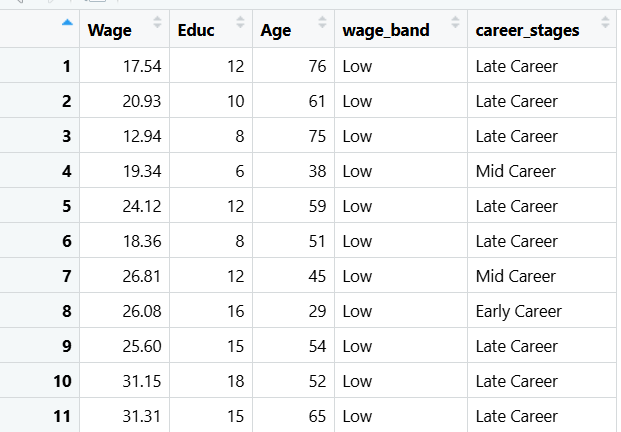 Wage Educ Age wage_band career_stages
1 17.54 12 76 Low Late Career
2 20.93 10 61 Low Late Career
3 12.94 8 75 Low Late Career
4 19.34 6 38 Low Mid Career
5 24.12 12 59 Low Late Career
6 18.36 8 51 Low Late Career
7 26.81 12 45 Low Mid Career
8 26.08 16 29 Low Early Career
9 25.60 15 54 Low Late Career
10 31.15 18 52 Low Late Career
11 31.31 15 65 Low Late Career